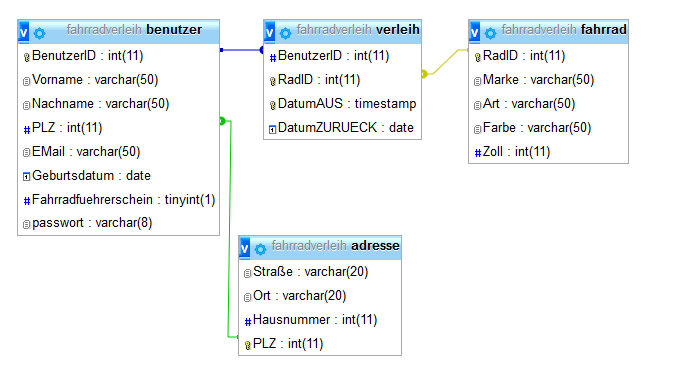 v fahrradverleih benutzer
BenutzerID : int(11)
Vorname : varchar(50)
Nachname : varchar(50)
# PLZ : int(11)
EMail : varchar(50)
Geburtsdatum : date
# Fahrradfuehrerschein : tinyint(1)
passwort : varchar(8)
v fahrradverleih verleih
# BenutzerID : int(11)
RadID : int(11)
DatumAUS : timestamp
DatumZURUECK : date
v fahrradverleih fahrrad
RadID : int(11)
Marke : varchar(50)
Art : varchar(50)
Farbe : varchar(50)
# Zoll : int(11)
v fahrradverleih adresse
Straße : varchar(20)
Ort : varchar(20)
# Hausnummer : int(11)
PLZ : int(11)